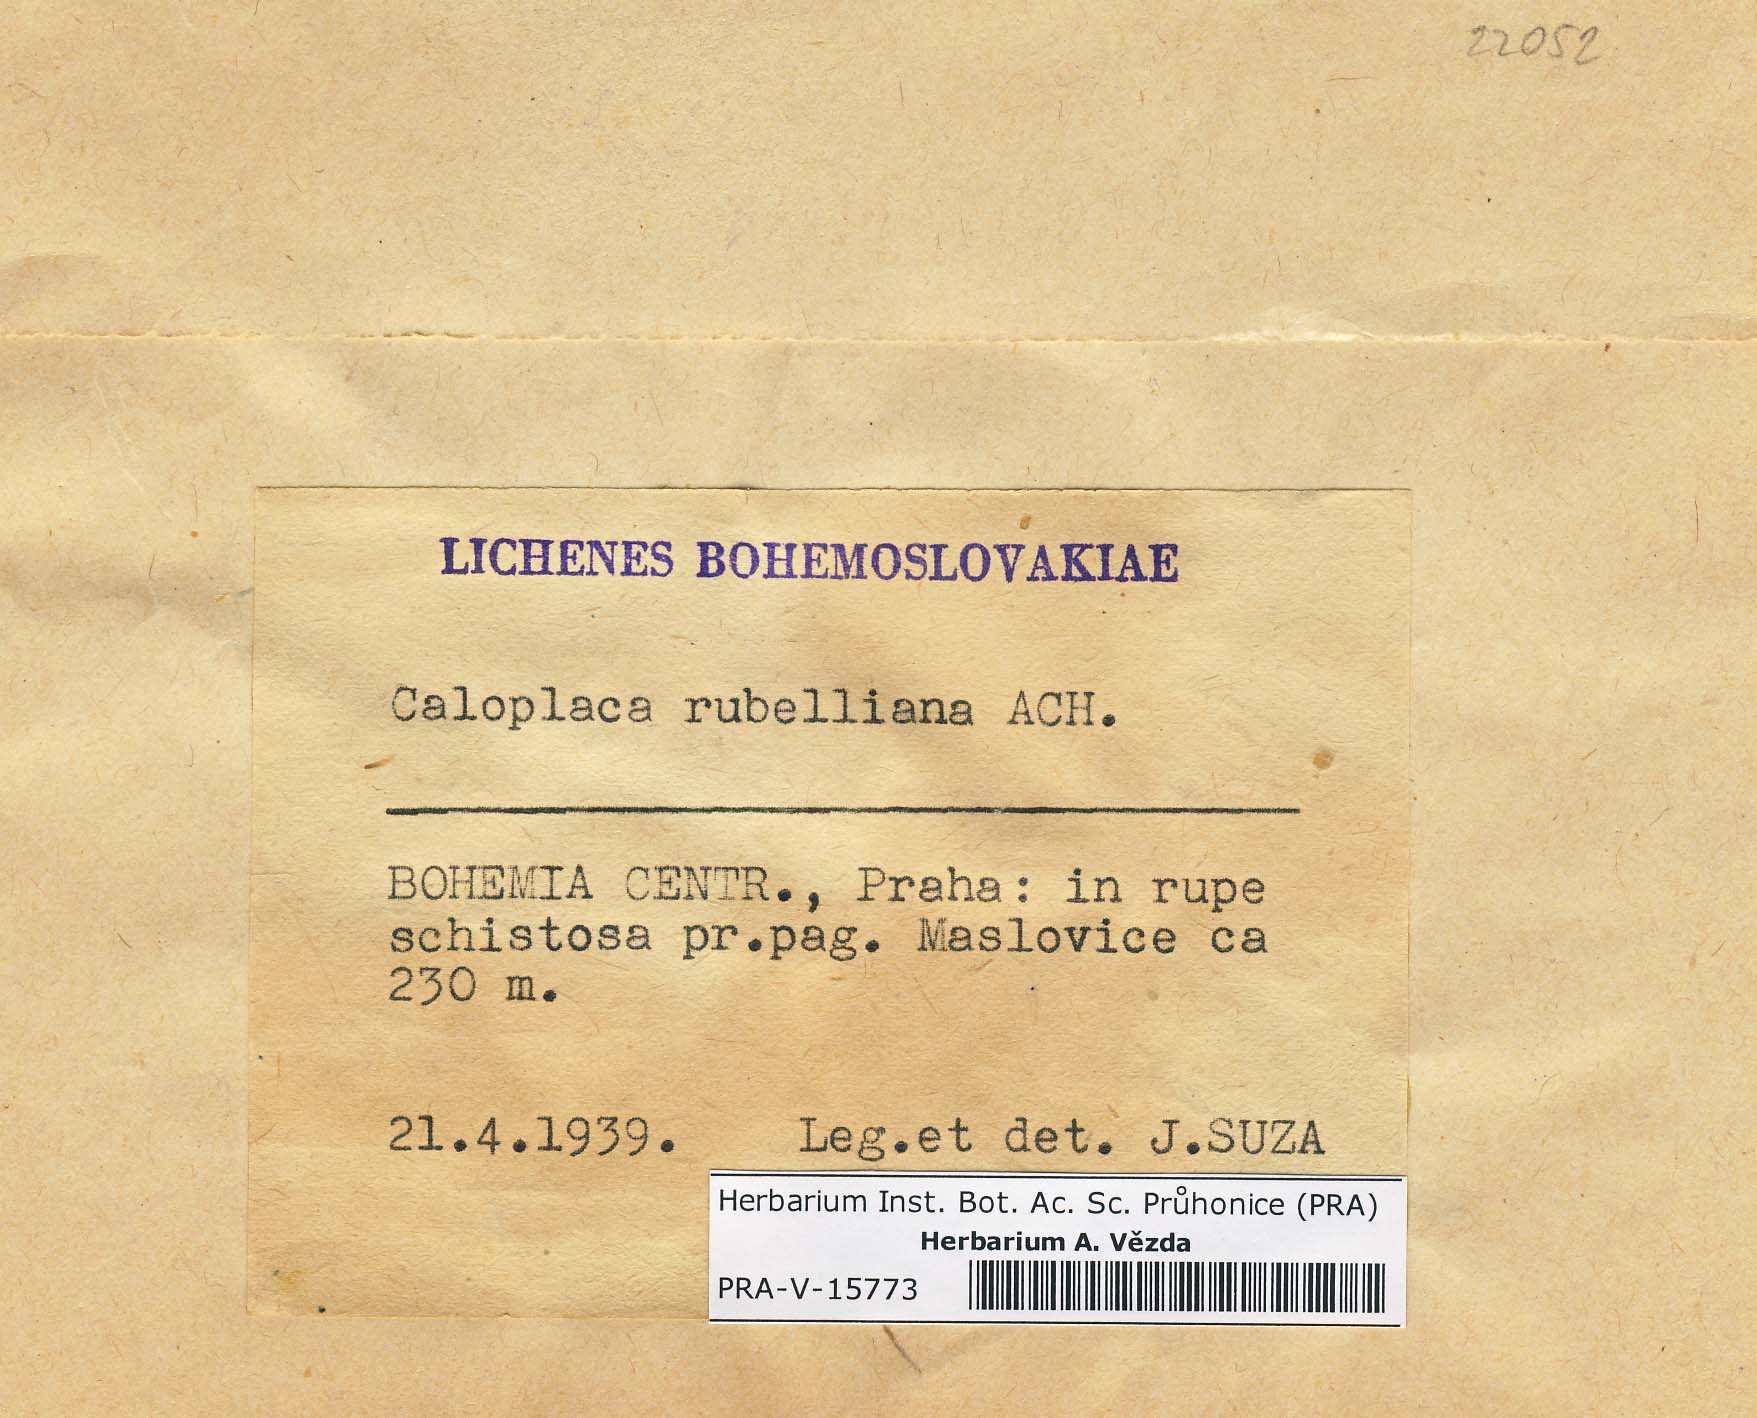 22052
LICHENES BOHEMOSLOVAKIAE
Caloplaca rubelliana ACH.
BOHEMIA CENTR., Praha: in rupe
schistosa pr.pag. Maslovice ca
230 m.
21.4.1939. Leg.et det. J.SUZA
Herbarium Inst. Bot. Ac. Sc. Průhonice (PRA)
Herbarium A. Vězda
PRA-V-15773